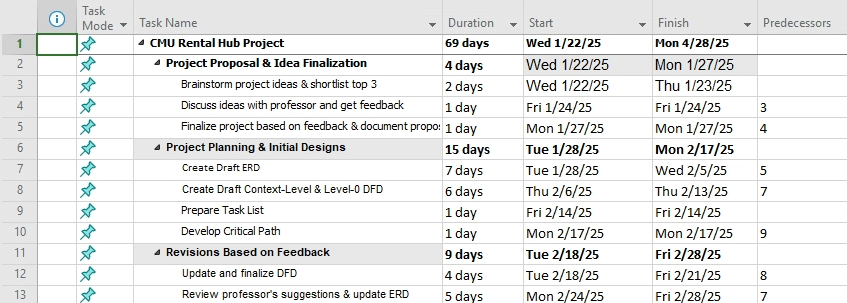 Task Mode Task Name Duration Start Finish Predecessors
1 CMU Rental Hub Project 69 days Wed 1/22/25 Mon 4/28/25
2 Project Proposal & Idea Finalization 4 days Wed 1/22/25 Mon 1/27/25
3 Brainstorm project ideas & shortlist top 3 2 days Wed 1/22/25 Thu 1/23/25
4 Discuss ideas with professor and get feedback 1 day Fri 1/24/25 Fri 1/24/25 3
5 Finalize project based on feedback & document propos 1 day Mon 1/27/25 Mon 1/27/25 4
6 Project Planning & Initial Designs 15 days Tue 1/28/25 Mon 2/17/25
7 Create Draft ERD 7 days Tue 1/28/25 Wed 2/5/25 5
8 Create Draft Context-Level & Level-0 DFD 6 days Thu 2/6/25 Thu 2/13/25 7
9 Prepare Task List 1 day Fri 2/14/25 Fri 2/14/25
10 Develop Critical Path 1 day Mon 2/17/25 Mon 2/17/25 9
11 Revisions Based on Feedback 9 days Tue 2/18/25 Fri 2/28/25
12 Update and finalize DFD 4 days Tue 2/18/25 Fri 2/21/25 8
13 Review professor's suggestions & update ERD 5 days Mon 2/24/25 Fri 2/28/25 7